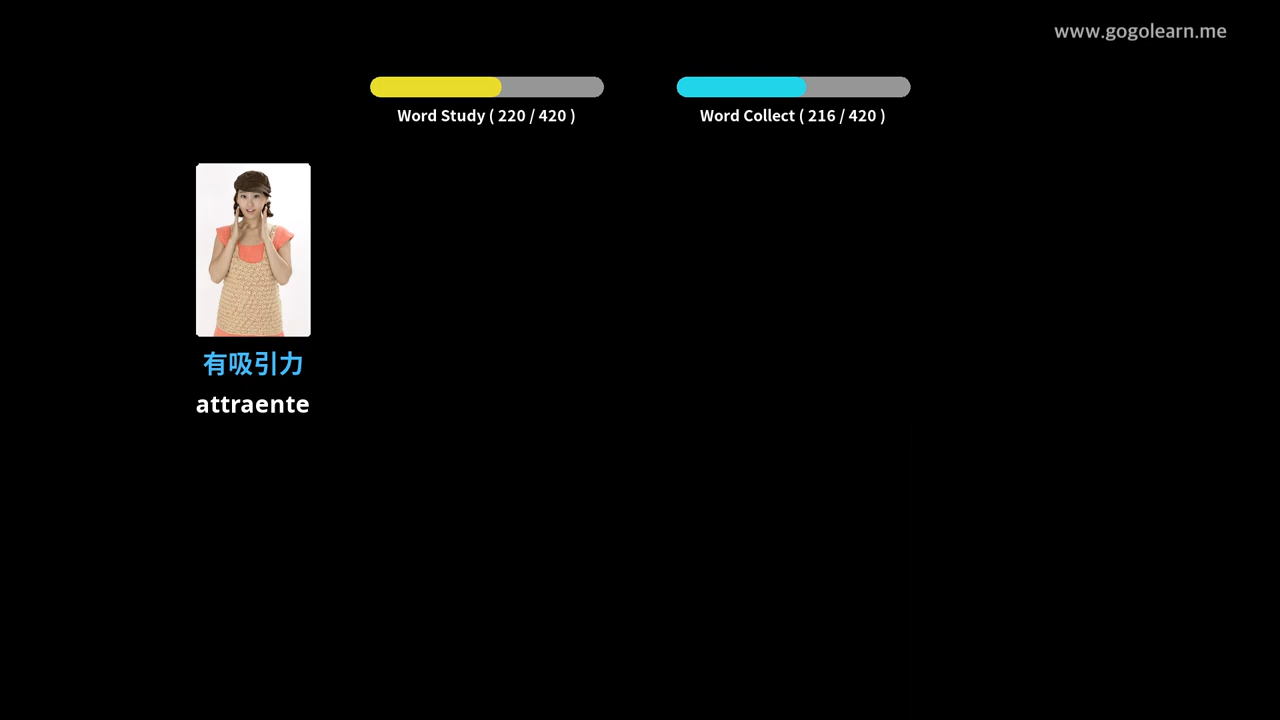 www.gogolearn.me
Word Study ( 220 / 420 )
Word Collect ( 216 / 420 )
有吸引力
attraente